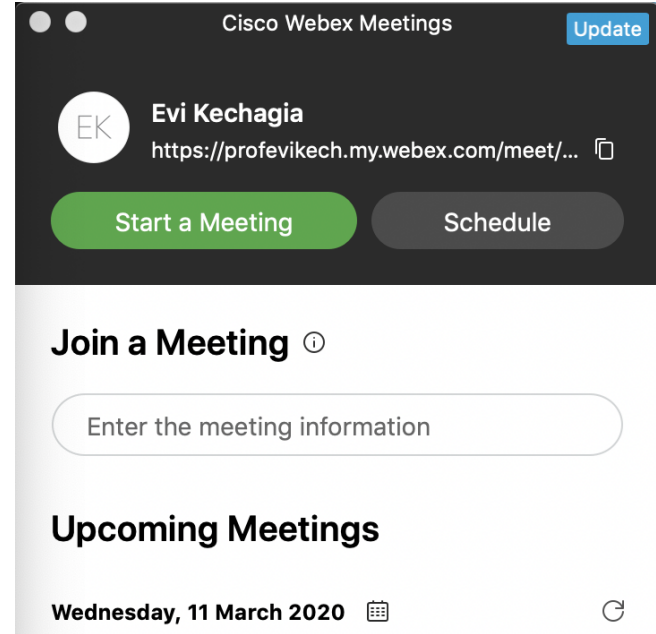 Cisco Webex Meetings
Update
EK
Evi Kechagia
https://profevikech.my.webex.com/meet/...
Start a Meeting
Schedule
Join a Meeting
Enter the meeting information
Upcoming Meetings
Wednesday, 11 March 2020